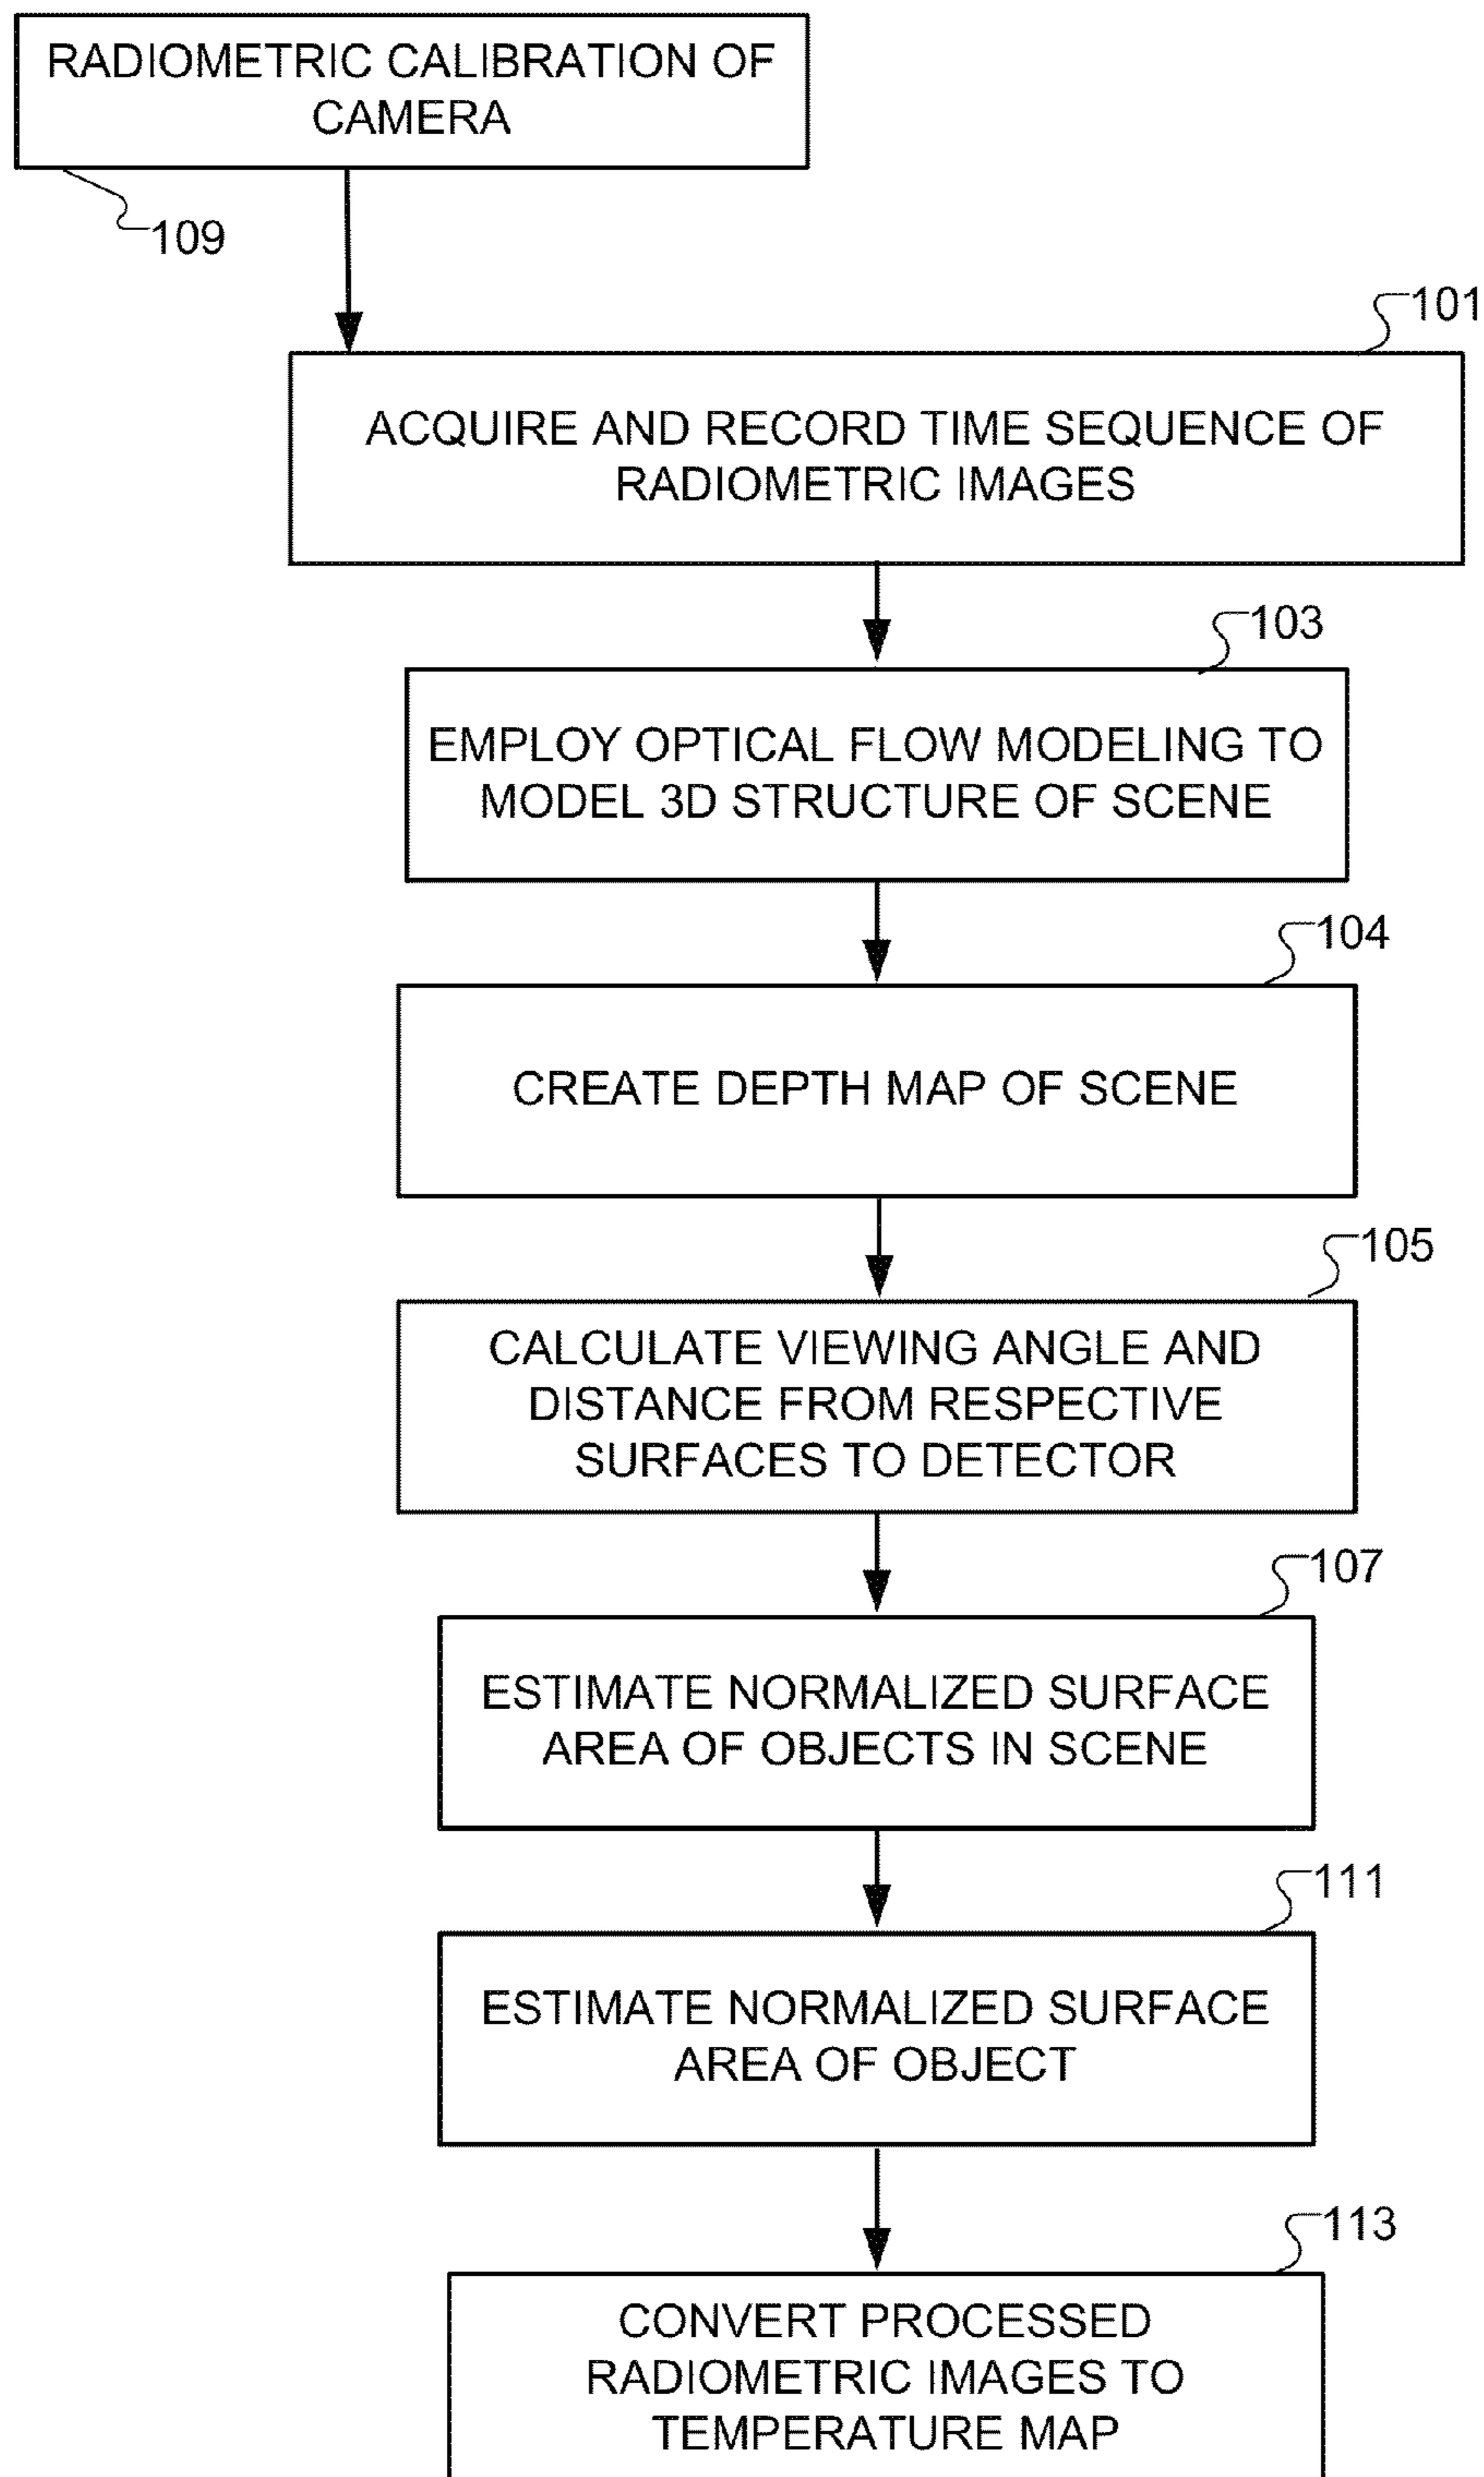 RADIOMETRIC CALIBRATION OF
CAMERA
109
101
ACQUIRE AND RECORD TIME SEQUENCE OF
RADIOMETRIC IMAGES
103
EMPLOY OPTICAL FLOW MODELING TO
MODEL 3D STRUCTURE OF SCENE
104
CREATE DEPTH MAP OF SCENE
105
CALCULATE VIEWING ANGLE AND
DISTANCE FROM RESPECTIVE
SURFACES TO DETECTOR
107
ESTIMATE NORMALIZED SURFACE
AREA OF OBJECTS IN SCENE
111
ESTIMATE NORMALIZED SURFACE
AREA OF OBJECT
113
CONVERT PROCESSED
RADIOMETRIC IMAGES TO
TEMPERATURE MAP